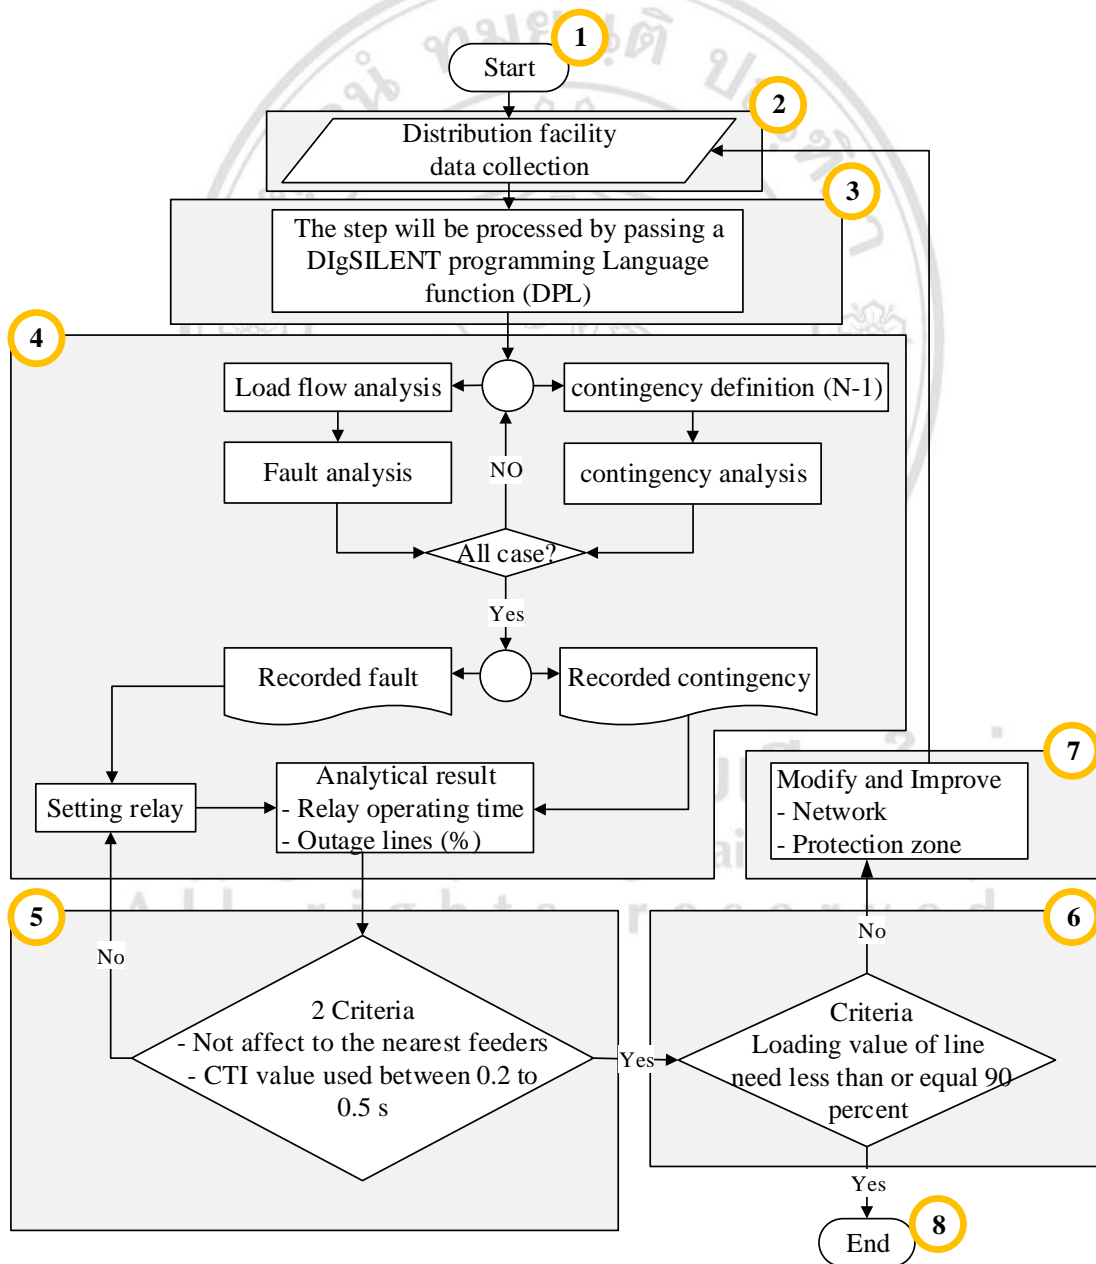 1
Start
2
Distribution facility
data collection
3
The step will be processed by passing a
DIgSILENT programming Language
function (DPL)
4
Load flow analysis
contingency definition (N-1)
Fault analysis
NO
contingency analysis
All case?
Yes
Recorded fault
Recorded contingency
7
Setting relay
Analytical result
- Relay operating time
- Outage lines (%)
Modify and Improve
- Network
- Protection zone
All rights reserved
5
6
No
No
2 Criteria
- Not affect to the nearest feeders
- CTI value used between 0.2 to
0.5 s
Yes
Criteria
Loading value of line
need less than or equal 90
percent
Yes
8
End